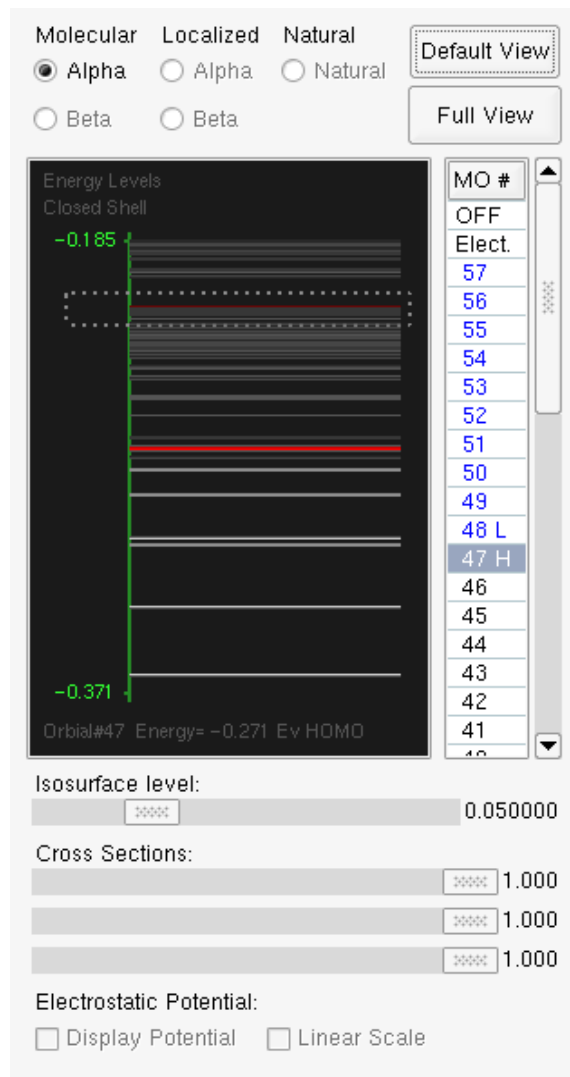 Molecular Localized Natural
Alpha Alpha Natural
Beta Beta
Default View
Full View
Energy Levels
Closed Shell
-0.185
-0.371
Orbial#47 Energy= -0.271 Ev HOMO
MO #
OFF
Elect.
57
56
55
54
53
52
51
50
49
48 L
47 H
46
45
44
43
42
41
Isosurface level:
0.050000
Cross Sections:
1.000
1.000
1.000
Electrostatic Potential:
Display Potential Linear Scale